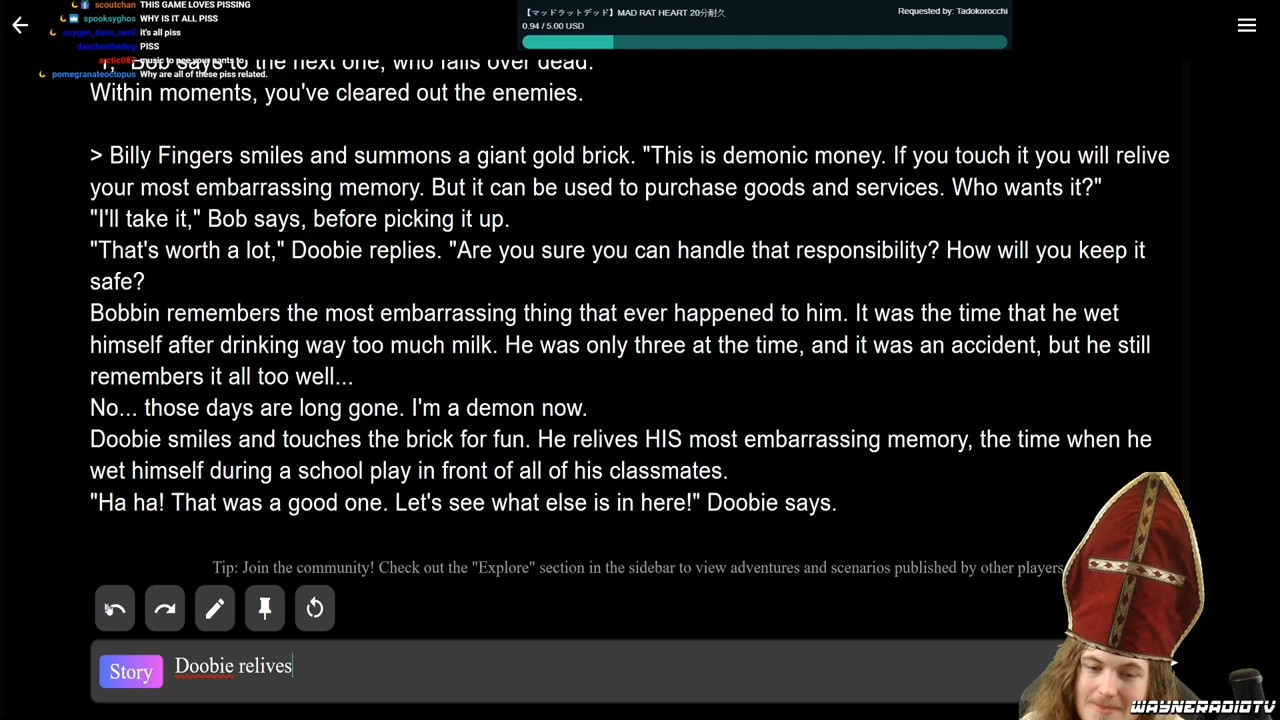 scoutchan THIS GAME LOVES PISSING
spooksyghos WHY IS IT ALL PISS
oxygen_dans_serif it's all piss
dascherthedog PISS
arctic087 music to pee your pants to
pomegranateoctopus Why are all of these piss related.
【マッドラットデッド】MAD RAT HEART 20分耐久
Requested by: Tadokorocchi
0.94 / 5.00 USD
"I," Bob says to the next one, who falls over dead.
Within moments, you've cleared out the enemies.
> Billy Fingers smiles and summons a giant gold brick. "This is demonic money. If you touch it you will relive
your most embarrassing memory. But it can be used to purchase goods and services. Who wants it?"
"I'll take it," Bob says, before picking it up.
"That's worth a lot," Doobie replies. "Are you sure you can handle that responsibility? How will you keep it
safe?
Bobbin remembers the most embarrassing thing that ever happened to him. It was the time that he wet
himself after drinking way too much milk. He was only three at the time, and it was an accident, but he still
remembers it all too well...
No... those days are long gone. I'm a demon now.
Doobie smiles and touches the brick for fun. He relives HIS most embarrassing memory, the time when he
wet himself during a school play in front of all of his classmates.
"Ha ha! That was a good one. Let's see what else is in here!" Doobie says.
Tip: Join the community! Check out the "Explore" section in the sidebar to view adventures and scenarios published by other players
Story
Doobie relives
WAYNERADIOTV